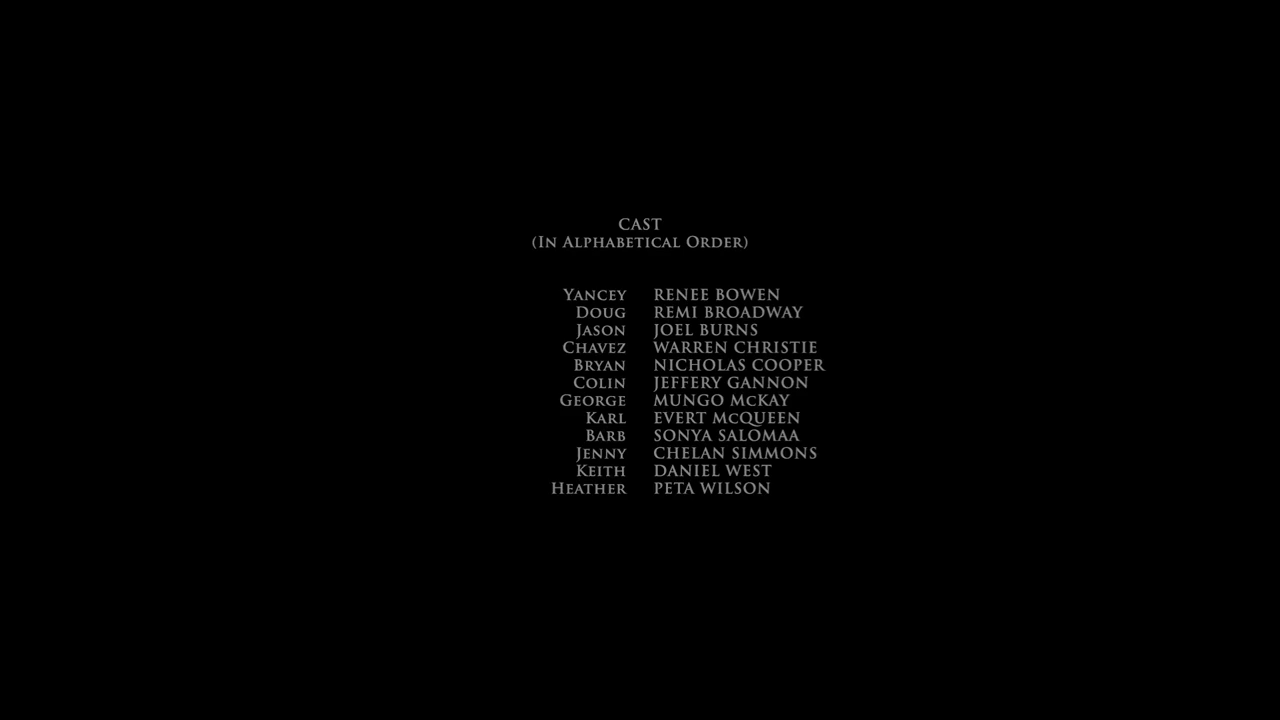 CAST
(In Alphabetical Order)
Yancey RENEE BOWEN
Doug REMI BROADWAY
Jason JOEL BURNS
Chavez WARREN CHRISTIE
Bryan NICHOLAS COOPER
Colin JEFFERY GANNON
George MUNGO McKAY
Karl EVERT McQUEEN
Barb SONYA SALOMAA
Jenny CHELAN SIMMONS
Keith DANIEL WEST
Heather PETA WILSON